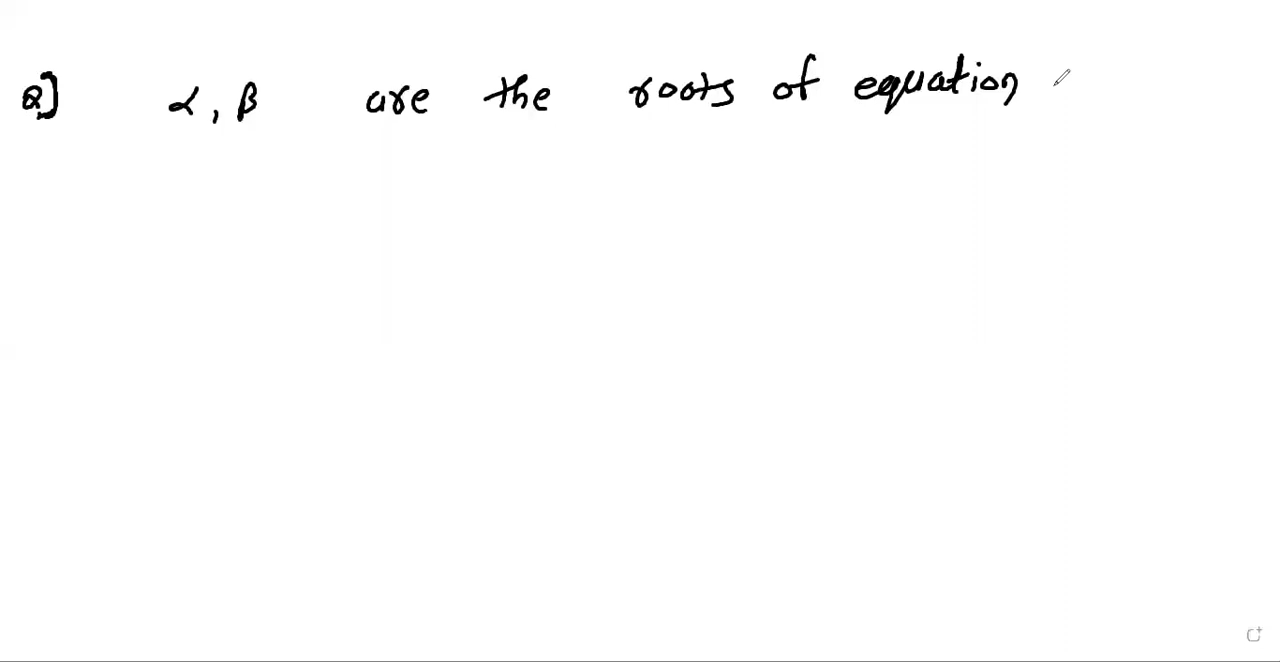 Q] α, β are the roots of equation